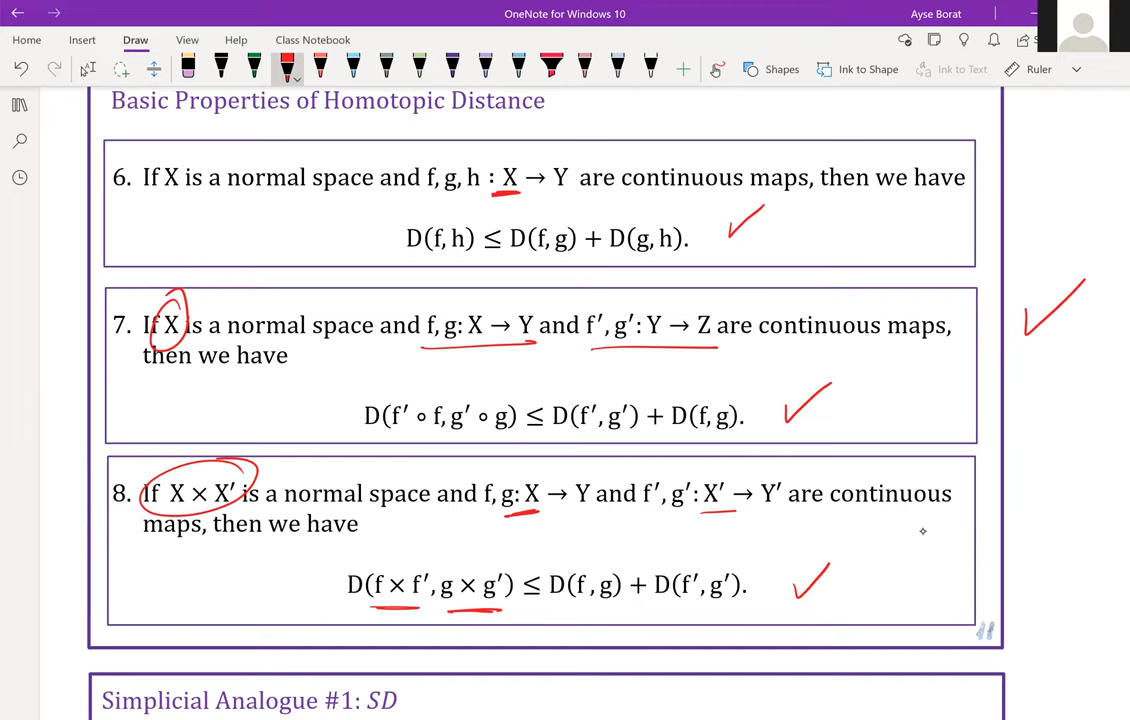 OneNote for Windows 10
Ayse Borat
Home Insert Draw View Help Class Notebook
Shapes Ink to Shape Ink to Text Ruler
Basic Properties of Homotopic Distance
6. If X is a normal space and f, g, h : X → Y are continuous maps, then we have
D(f, h) ≤ D(f, g) + D(g, h).
7. If X is a normal space and f, g: X → Y and f′, g′: Y → Z are continuous maps,
then we have
D(f′ ∘ f, g′ ∘ g) ≤ D(f′, g′) + D(f, g).
8. If X × X′ is a normal space and f, g: X → Y and f′, g′: X′ → Y′ are continuous
maps, then we have
D(f × f′, g × g′) ≤ D(f, g) + D(f′, g′).
Simplicial Analogue #1: SD